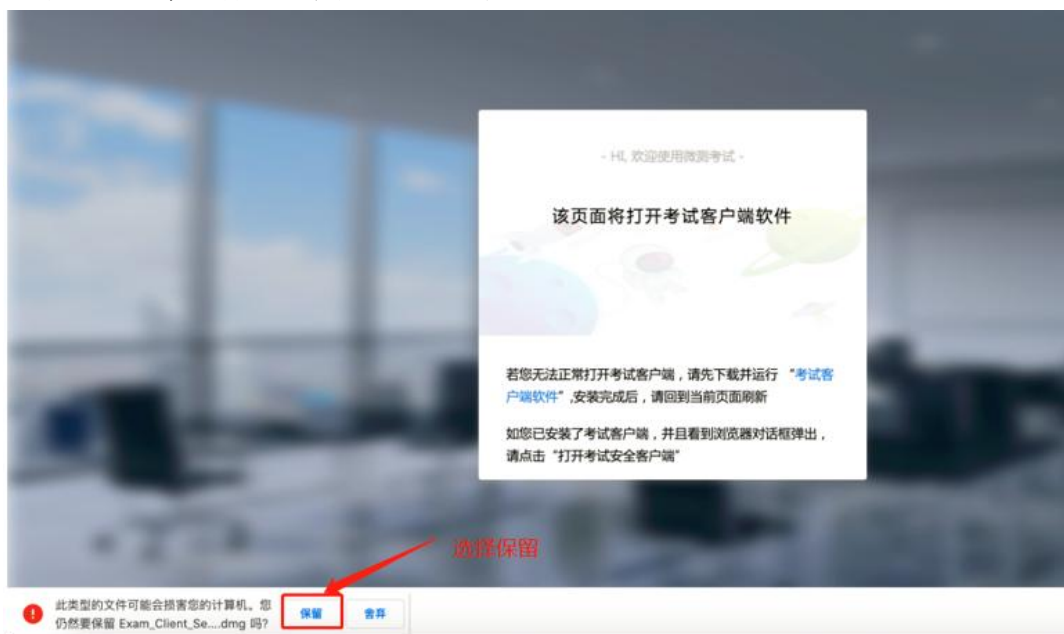 - HI, 欢迎使用微测考试 -
该页面将打开考试客户端软件
若您无法正常打开考试客户端，请先下载并运行 “考试客
户端软件” ,安装完成后，请回到当前页面刷新
如您已安装了考试客户端，并且看到浏览器对话框弹出，
请点击 “打开考试安全客户端”
选择保留
此类型的文件可能会损害您的计算机。您
仍然要保留 Exam_Client_Se....dmg 吗?
保留
舍弃